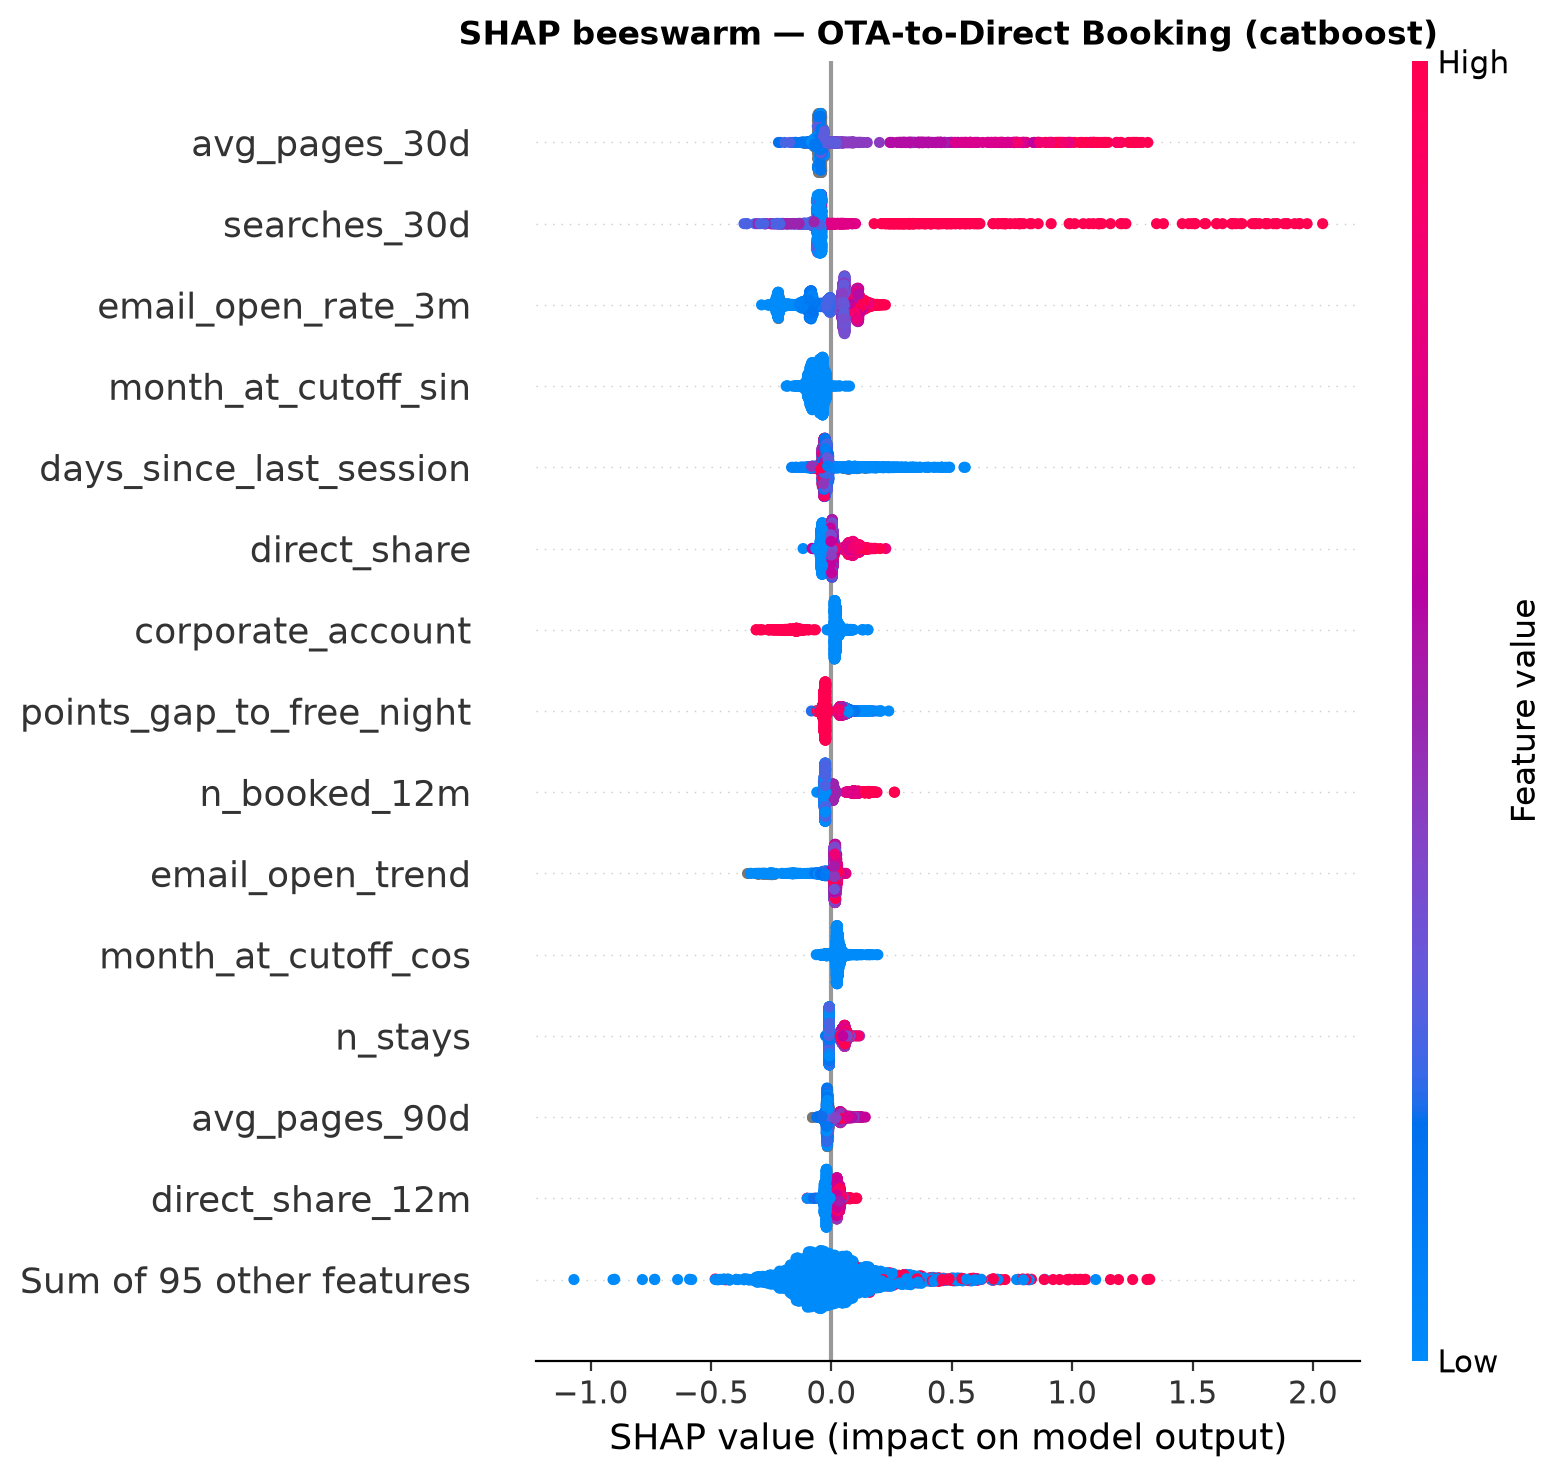 SHAP beeswarm — OTA-to-Direct Booking (catboost)
High
avg_pages_30d
searches_30d
email_open_rate_3m
month_at_cutoff_sin
days_since_last_session
direct_share
corporate_account
points_gap_to_free_night
n_booked_12m
email_open_trend
month_at_cutoff_cos
n_stays
avg_pages_90d
direct_share_12m
Sum of 95 other features
Feature value
Low
−1.0 −0.5 0.0 0.5 1.0 1.5 2.0
SHAP value (impact on model output)